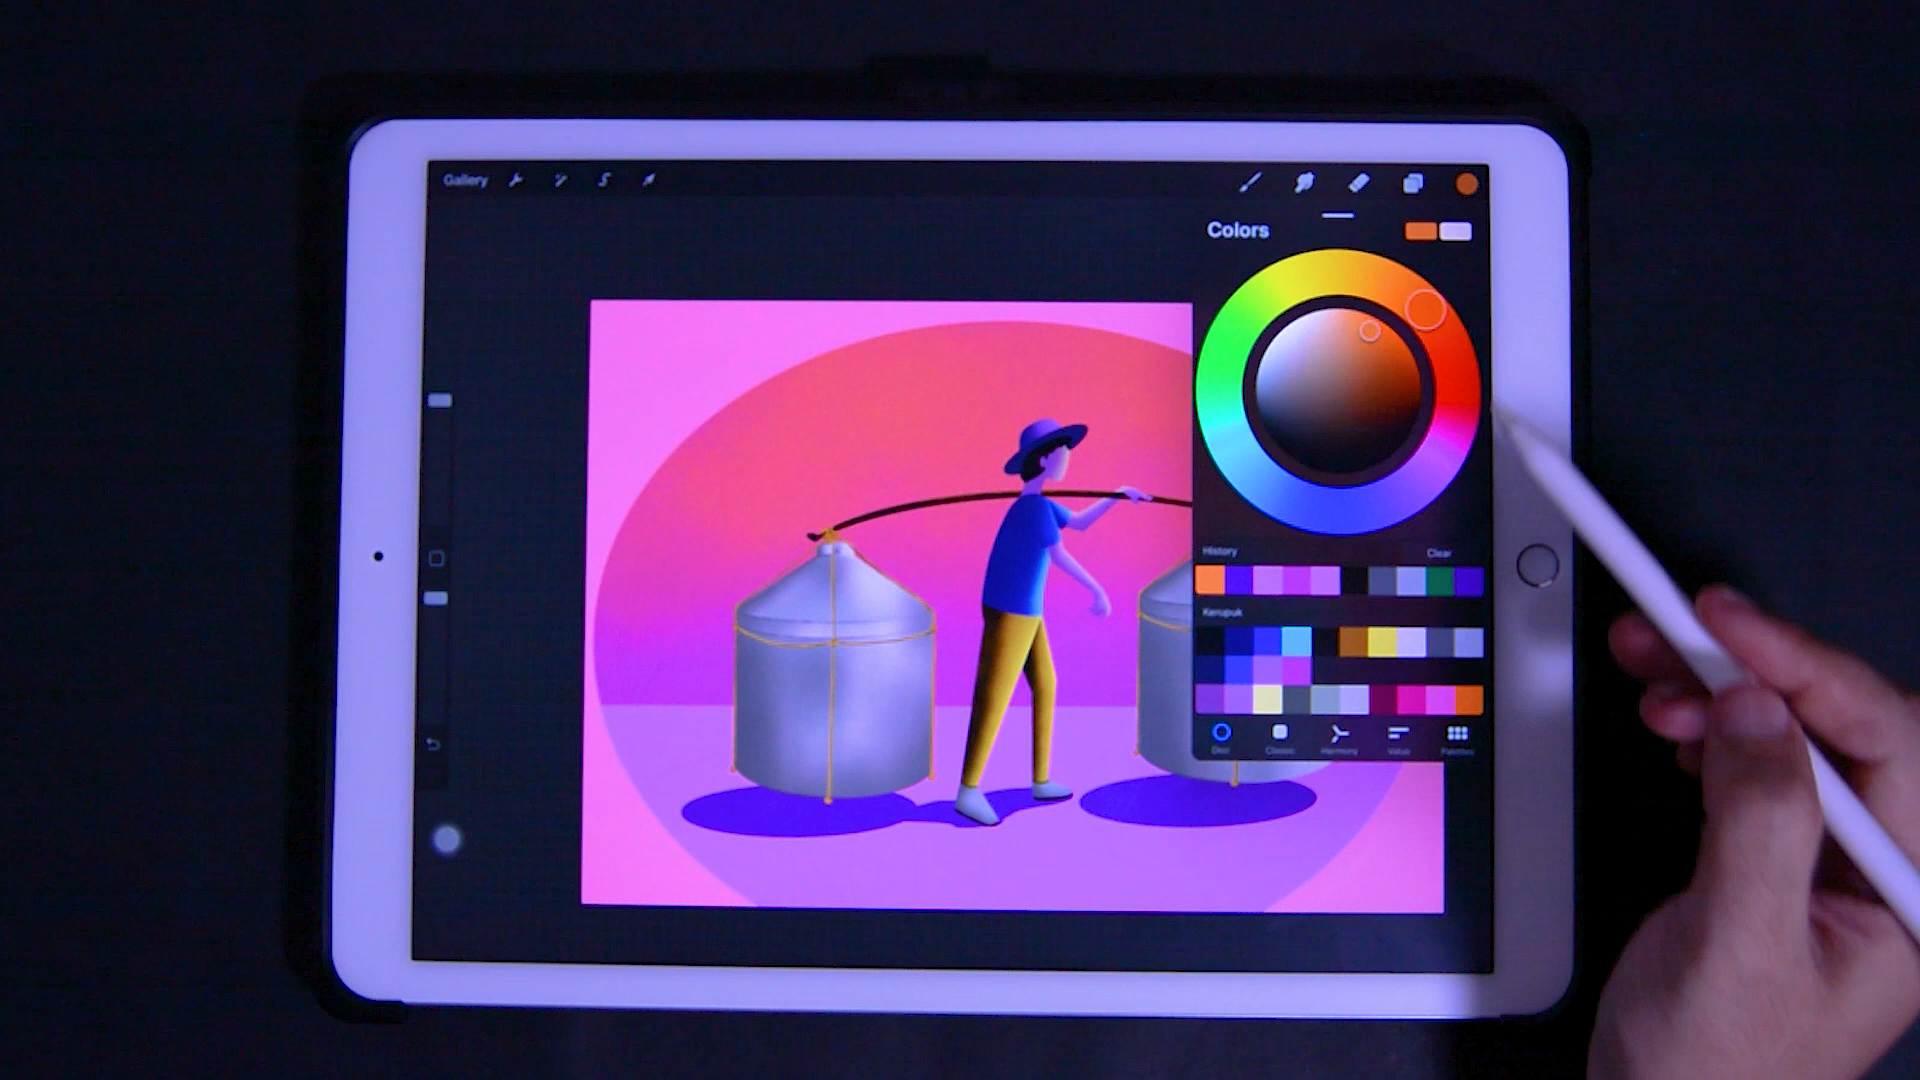 Gallery
Colors
History Clear
Kerupuk
Disc Classic Harmony Value Palettes